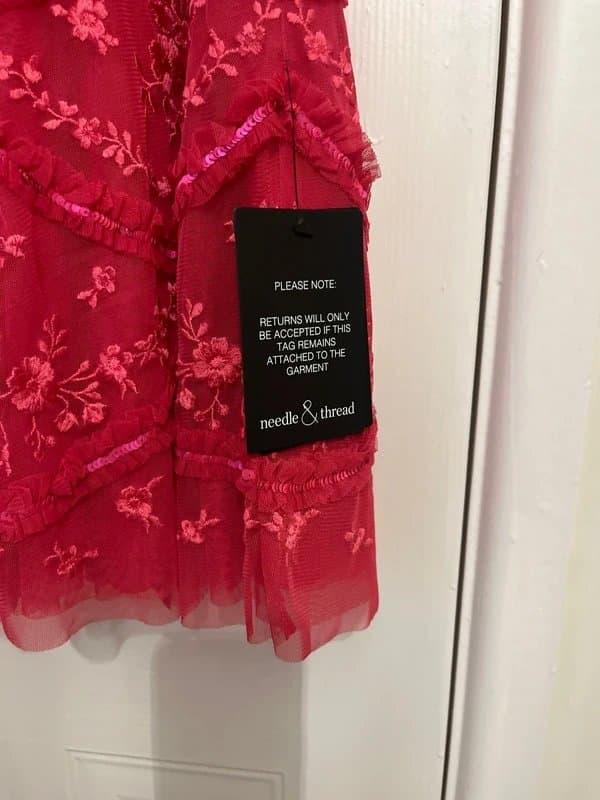 PLEASE NOTE:
RETURNS WILL ONLY
BE ACCEPTED IF THIS
TAG REMAINS
ATTACHED TO THE
GARMENT
needle & thread